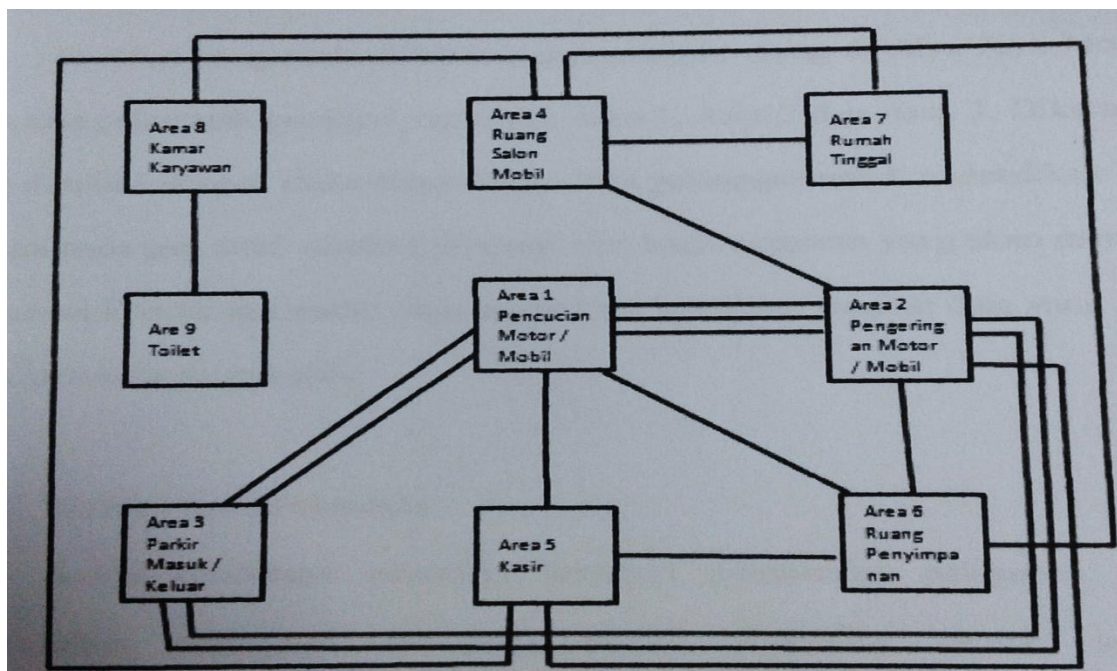 Area 8
Kamar
Karyawan
Area 4
Ruang
Salon
Mobil
Area 7
Rumah
Tinggal
Are 9
Toilet
Area 1
Pencucian
Motor /
Mobil
Area 2
Pengering
an Motor
/ Mobil
Area 3
Parkir
Masuk /
Keluar
Area 5
Kasir
Area 6
Ruang
Penyimpa
nan